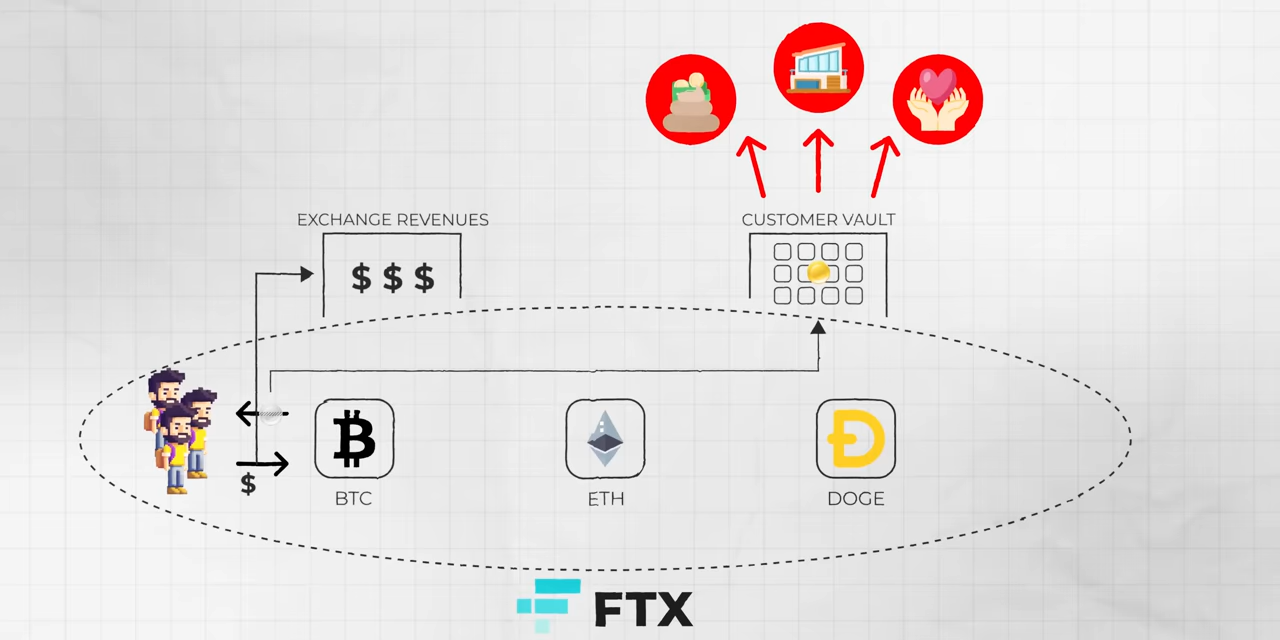 EXCHANGE REVENUES
CUSTOMER VAULT
$ $ $
$
BTC
ETH
DOGE
FTX